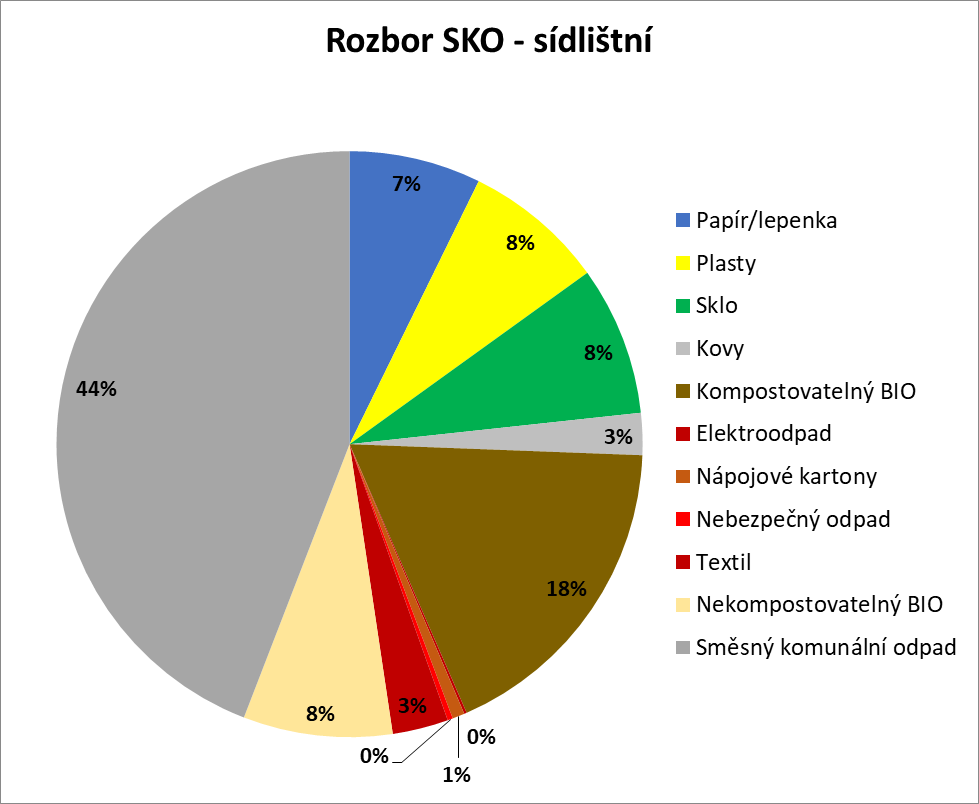 Rozbor SKO - sídlištní
7%
8%
8%
3%
18%
0%
1%
0%
3%
8%
44%
Papír/lepenka
Plasty
Sklo
Kovy
Kompostovatelný BIO
Elektroodpad
Nápojové kartony
Nebezpečný odpad
Textil
Nekompostovatelný BIO
Směsný komunální odpad